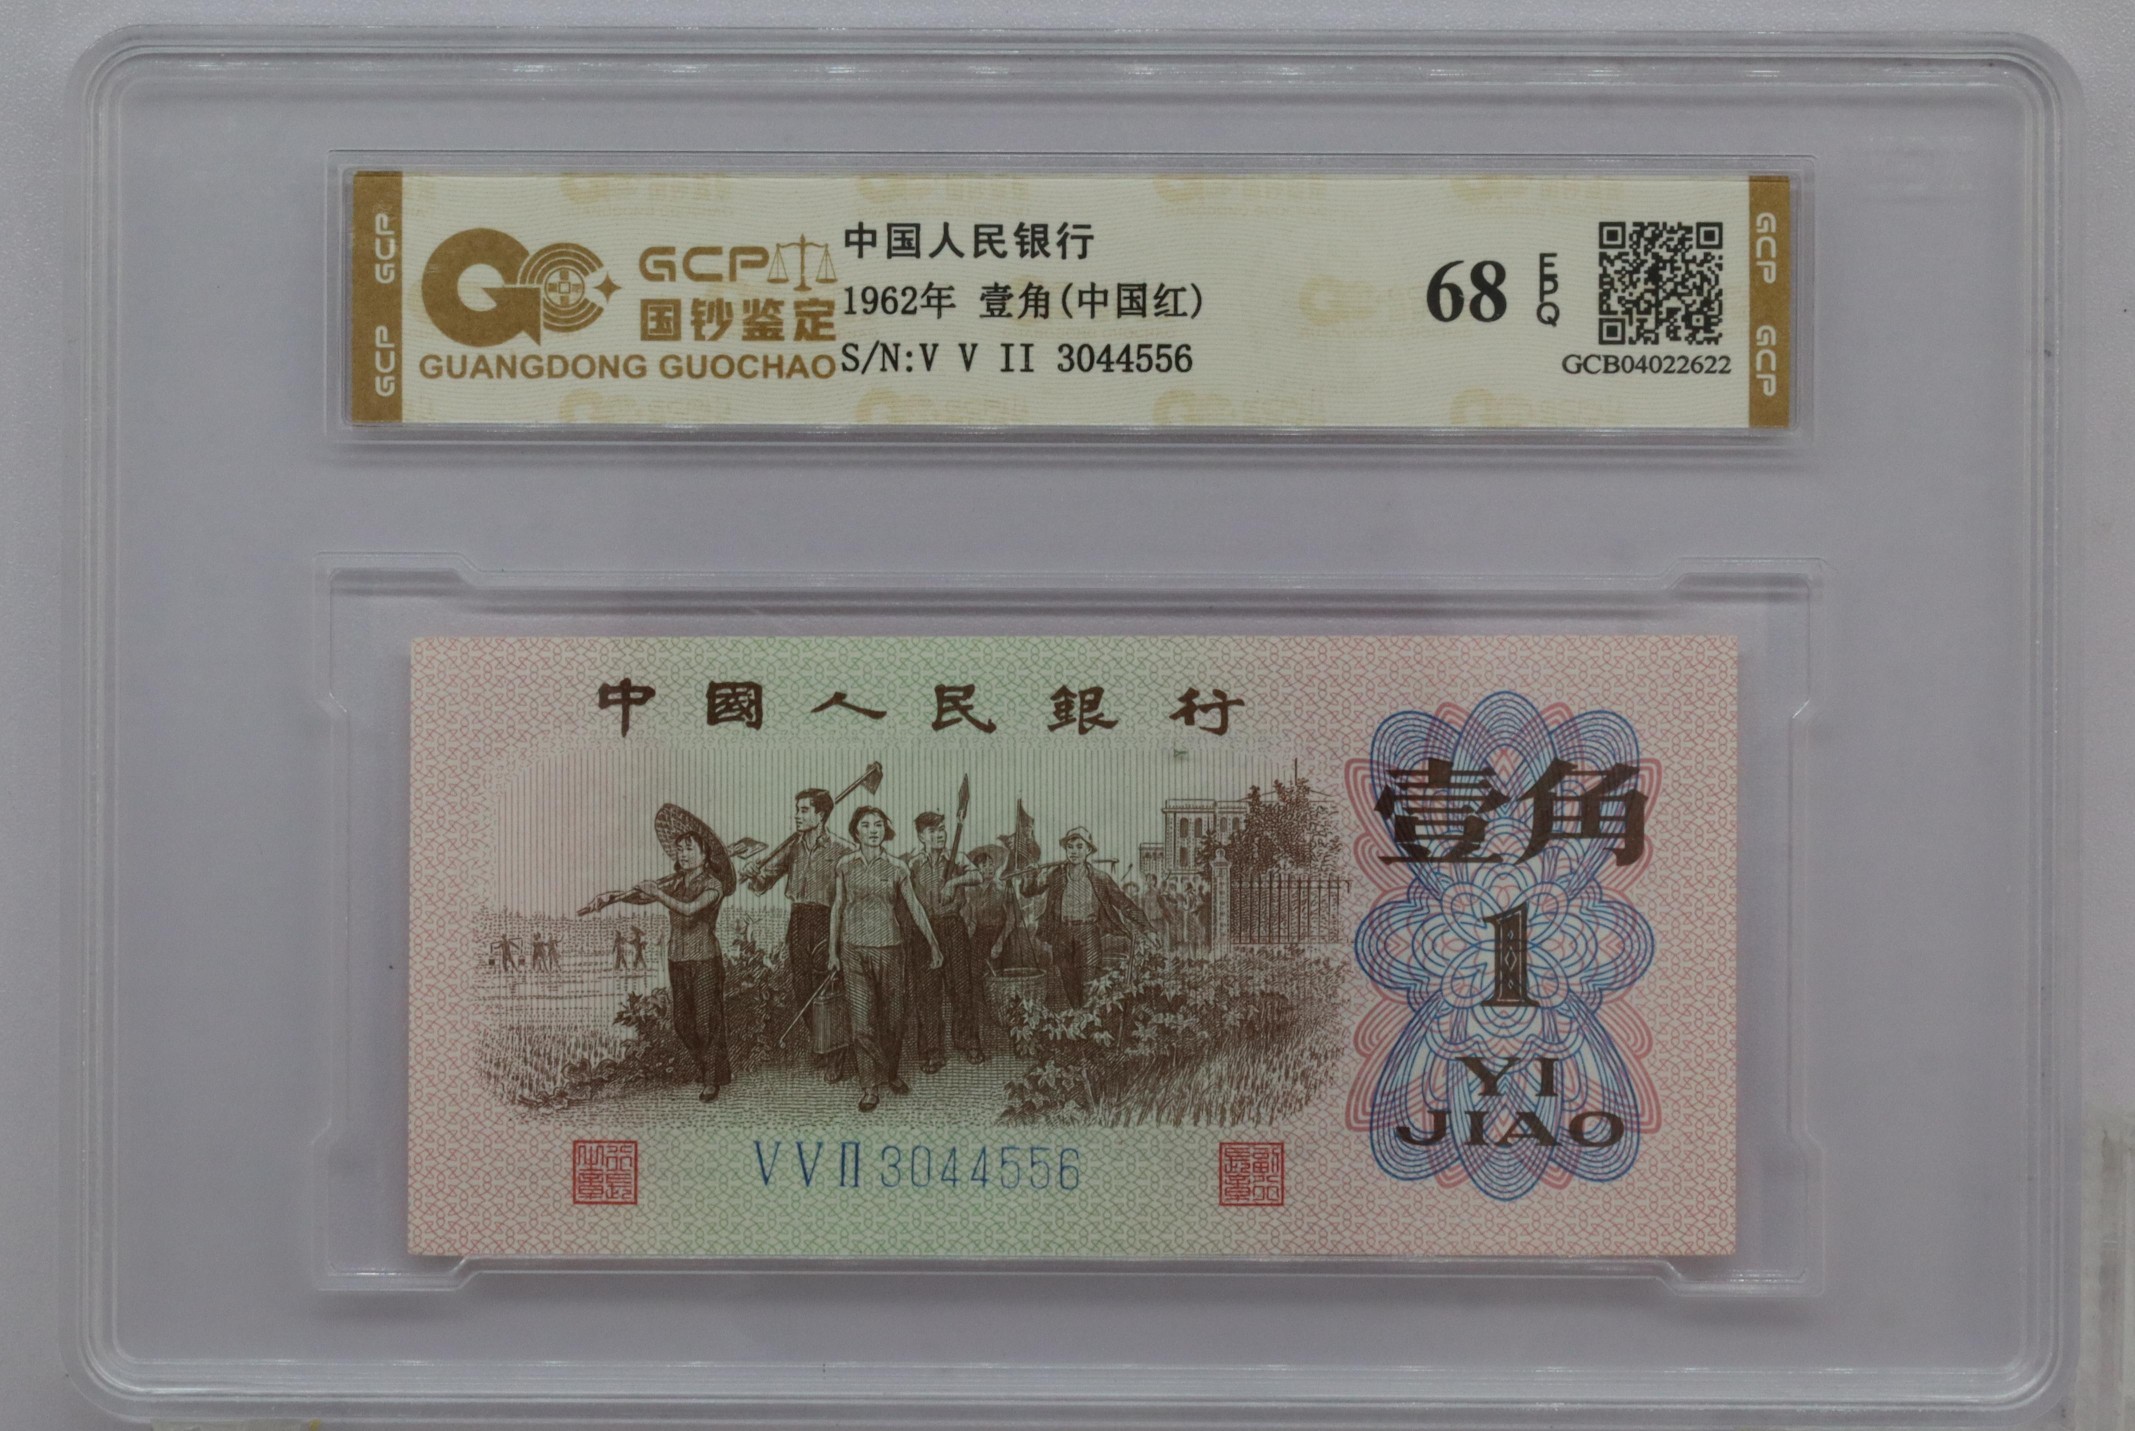 GCP GCP
GCP
国钞鉴定
GUANGDONG GUOCHAO
中国人民银行
1962年 壹角(中国红)
S/N:V V II 3044556
68 EPQ
GCB04022622
GCP GCP
中國人民銀行
壹角
1
YI
JIAO
VVII3044556